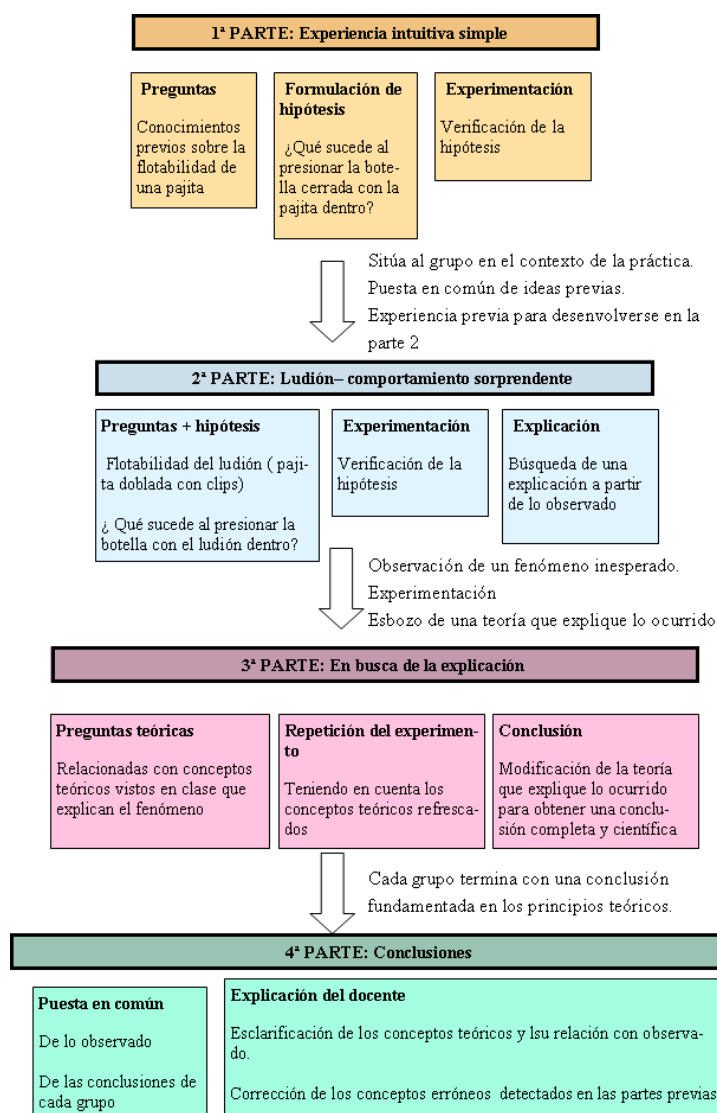 1ª PARTE: Experiencia intuitiva simple
Preguntas
Conocimientos
previos sobre la
flotabilidad de
una pajita
Formulación de
hipótesis
¿Qué sucede al
presionar la bote-
lla cerrada con la
pajita dentro?
Experimentación
Verificación de la
hipótesis
Sitúa al grupo en el contexto de la práctica.
Puesta en común de ideas previas.
Experiencia previa para desenvolverse en la
parte 2
2ª PARTE: Ludión– comportamiento sorprendente
Preguntas + hipótesis
Flotabilidad del ludión ( paji-
ta doblada con clips)
¿ Qué sucede al presionar la
botella con el ludión dentro?
Experimentación
Verificación de la
hipótesis
Explicación
Búsqueda de una
explicación a partir
de lo observado
Observación de un fenómeno inesperado.
Experimentación
Esbozo de una teoría que explique lo ocurrido
3ª PARTE: En busca de la explicación
Preguntas teóricas
Relacionadas con conceptos
teóricos vistos en clase que
explican el fenómeno
Repetición del experimen-
to
Teniendo en cuenta los
conceptos teóricos refresca-
dos
Conclusión
Modificación de la teoría
que explique lo ocurrido
para obtener una conclu-
sión completa y científica
Cada grupo termina con una conclusión
fundamentada en los principios teóricos.
4ª PARTE: Conclusiones
Puesta en común
De lo observado
De las conclusiones de
cada grupo
Explicación del docente
Esclarificación de los conceptos teóricos y lsu relación con observa-
do.
Corrección de los conceptos erróneos detectados en las partes previas